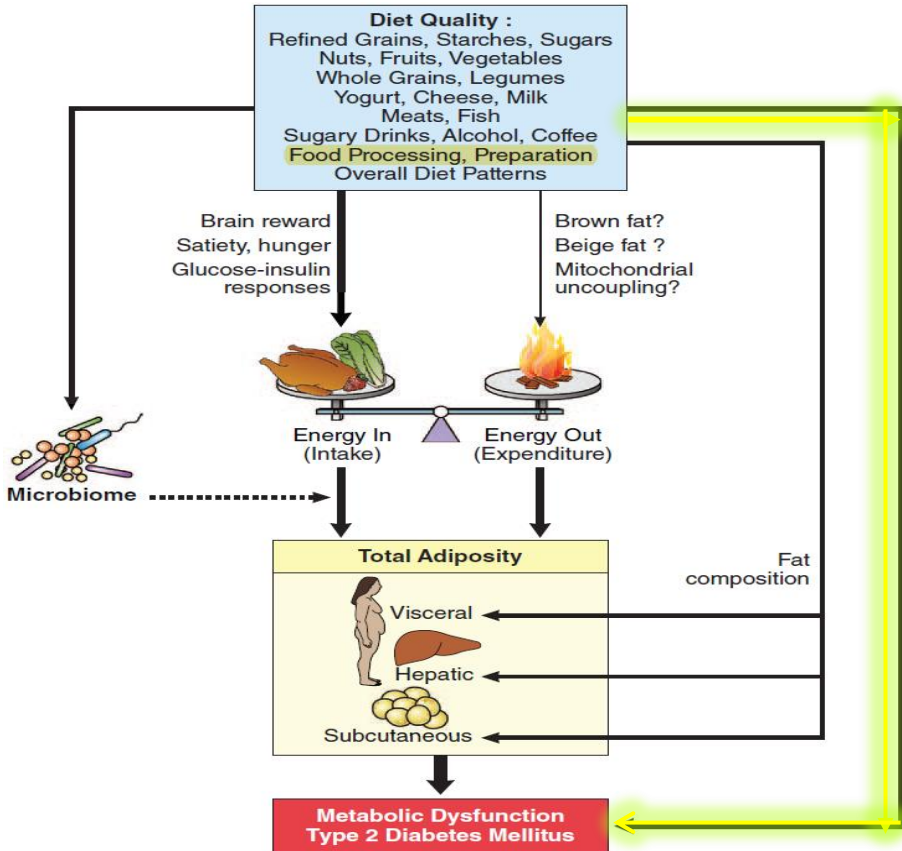 Diet Quality :
Refined Grains, Starches, Sugars
Nuts, Fruits, Vegetables
Whole Grains, Legumes
Yogurt, Cheese, Milk
Meats, Fish
Sugary Drinks, Alcohol, Coffee
Food Processing, Preparation
Overall Diet Patterns
Brain reward
Satiety, hunger
Glucose-insulin
responses
Brown fat?
Beige fat ?
Mitochondrial
uncoupling?
Energy In
(Intake)
Energy Out
(Expenditure)
Microbiome
Total Adiposity
Fat
composition
Visceral
Hepatic
Subcutaneous
Metabolic Dysfunction
Type 2 Diabetes Mellitus